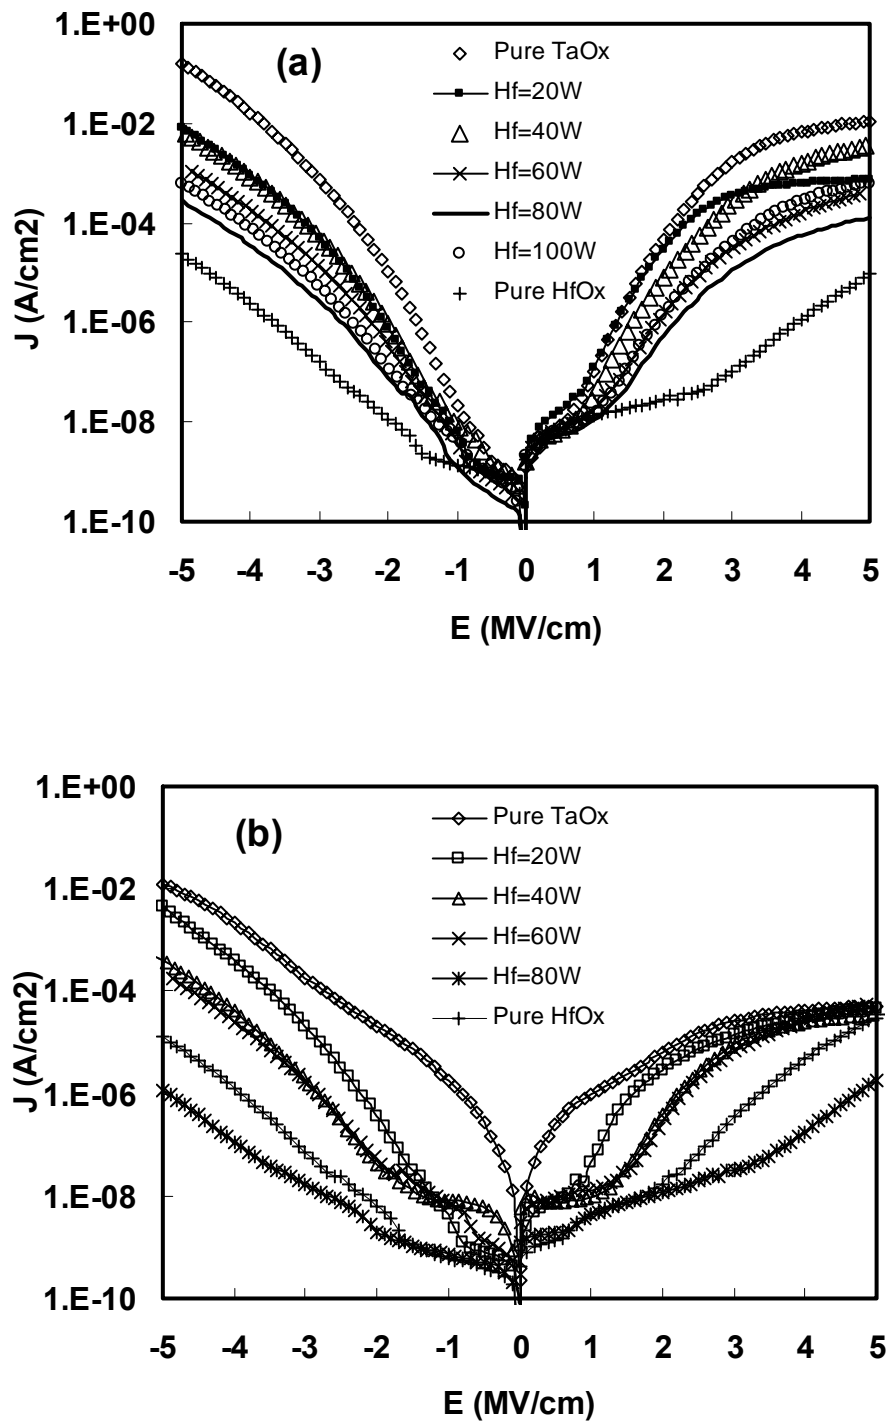 1.E+00
(a)
Pure TaOx
Hf=20W
1.E-02
Hf=40W
Hf=60W
1.E-04
Hf=80W
Hf=100W
Pure HfOx
1.E-06
1.E-08
1.E-10
J (A/cm2)
-5 -4 -3 -2 -1 0 1 2 3 4 5
E (MV/cm)
1.E+00
(b)
Pure TaOx
Hf=20W
1.E-02
Hf=40W
Hf=60W
Hf=80W
1.E-04
Pure HfOx
1.E-06
1.E-08
1.E-10
J (A/cm2)
-5 -4 -3 -2 -1 0 1 2 3 4 5
E (MV/cm)